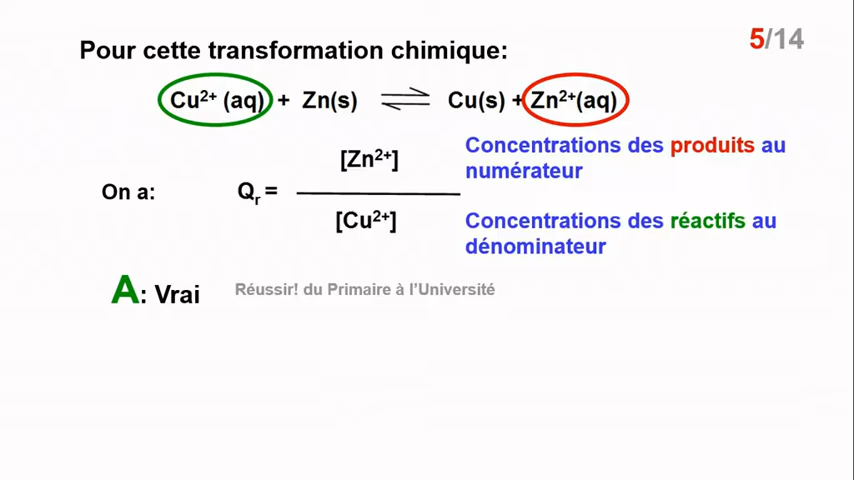 5/14
Pour cette transformation chimique:
Cu²⁺ (aq) + Zn(s) ⇌ Cu(s) + Zn²⁺(aq)
Concentrations des produits au
numérateur
[Zn²⁺]
On a: Qᵣ =
[Cu²⁺]
Concentrations des réactifs au
dénominateur
A: Vrai
Réussir! du Primaire à l’Université